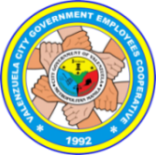 VALENZUELA CITY GOVERNMENT EMPLOYEES COOPERATIVE
1992